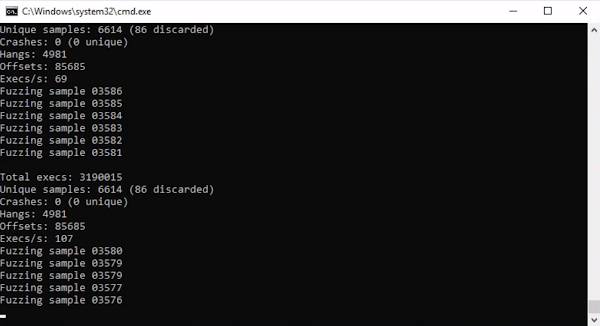 C:\Windows\system32\cmd.exe
Unique samples: 6614 (86 discarded)
Crashes: 0 (0 unique)
Hangs: 4981
Offsets: 85685
Execs/s: 69
Fuzzing sample 03586
Fuzzing sample 03585
Fuzzing sample 03584
Fuzzing sample 03583
Fuzzing sample 03582
Fuzzing sample 03581
Total execs: 3190015
Unique samples: 6614 (86 discarded)
Crashes: 0 (0 unique)
Hangs: 4981
Offsets: 85685
Execs/s: 107
Fuzzing sample 03580
Fuzzing sample 03579
Fuzzing sample 03579
Fuzzing sample 03577
Fuzzing sample 03576